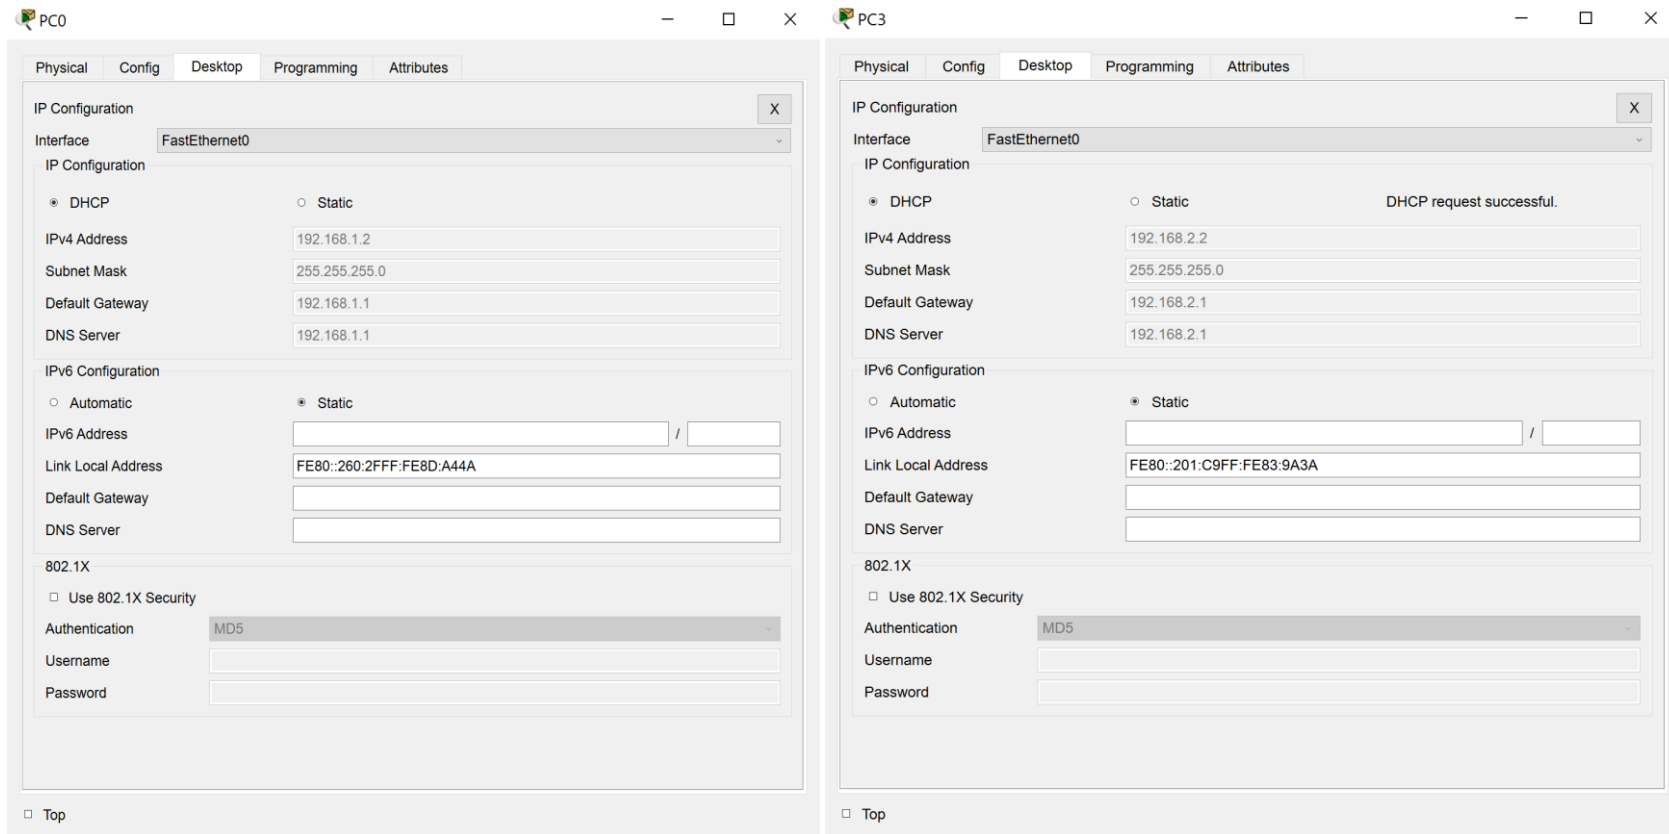 PC0
Physical Config Desktop Programming Attributes
IP Configuration X
Interface FastEthernet0
IP Configuration
DHCP Static
IPv4 Address 192.168.1.2
Subnet Mask 255.255.255.0
Default Gateway 192.168.1.1
DNS Server 192.168.1.1
IPv6 Configuration
Automatic Static
IPv6 Address /
Link Local Address FE80::260:2FFF:FE8D:A44A
Default Gateway
DNS Server
802.1X
Use 802.1X Security
Authentication MD5
Username
Password
Top
PC3
Physical Config Desktop Programming Attributes
IP Configuration X
Interface FastEthernet0
IP Configuration
DHCP Static DHCP request successful.
IPv4 Address 192.168.2.2
Subnet Mask 255.255.255.0
Default Gateway 192.168.2.1
DNS Server 192.168.2.1
IPv6 Configuration
Automatic Static
IPv6 Address /
Link Local Address FE80::201:C9FF:FE83:9A3A
Default Gateway
DNS Server
802.1X
Use 802.1X Security
Authentication MD5
Username
Password
Top